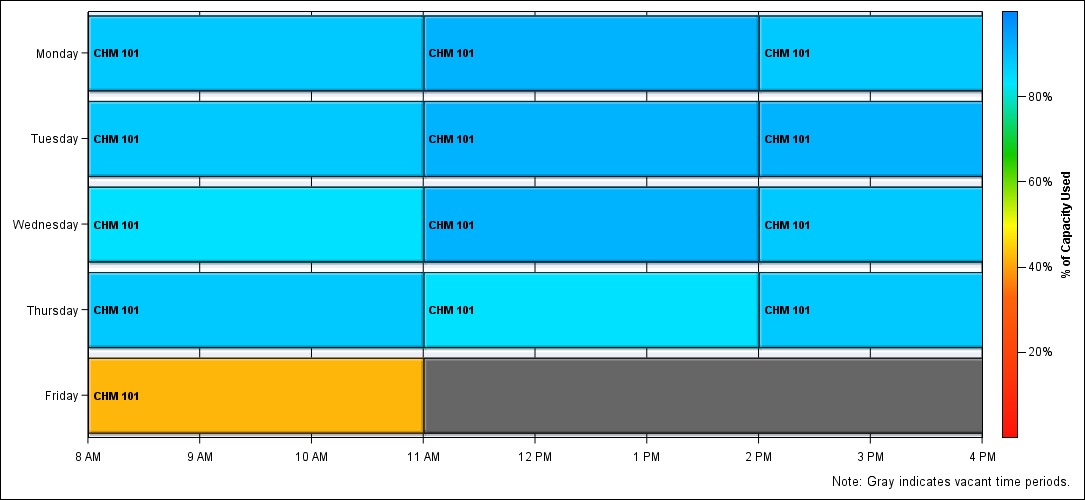 Monday
CHM 101
CHM 101
CHM 101
Tuesday
CHM 101
CHM 101
CHM 101
Wednesday
CHM 101
CHM 101
CHM 101
Thursday
CHM 101
CHM 101
CHM 101
Friday
CHM 101
8 AM
9 AM
10 AM
11 AM
12 PM
1 PM
2 PM
3 PM
4 PM
80%
60%
40%
20%
% of Capacity Used
Note: Gray indicates vacant time periods.